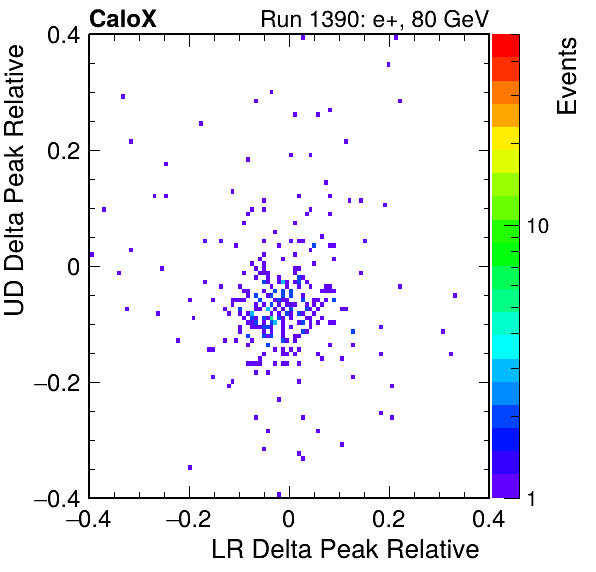 CaloX Run 1390: e+, 80 GeV
UD Delta Peak Relative
0.4
0.2
0
−0.2
−0.4
−0.4 −0.2 0 0.2 0.4
LR Delta Peak Relative
Events
10
1